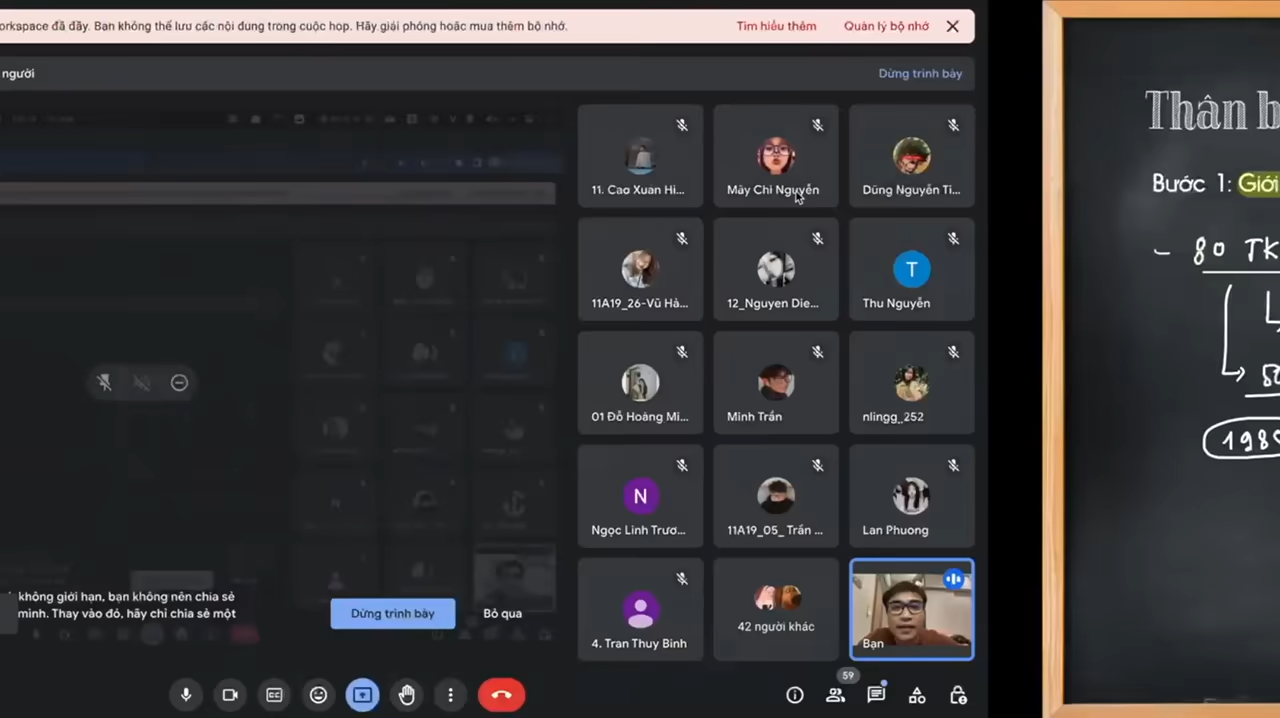 orkspace đã đầy. Bạn không thể lưu các nội dung trong cuộc họp. Hãy giải phóng hoặc mua thêm bộ nhớ.
Tìm hiểu thêm
Quản lý bộ nhớ
người
Dừng trình bày
11. Cao Xuan Hi...
Mây Chi Nguyễn
Dũng Nguyễn Ti...
11A19_26-Vũ Hả...
12_Nguyen Die...
T
Thu Nguyễn
01 Đỗ Hoàng Mi...
Minh Trần
nlingg_252
N
Ngọc Linh Trươ...
11A19_05_ Trần ...
Lan Phuong
4. Tran Thuy Binh
42 người khác
Bạn
không giới hạn, bạn không nên chia sẻ
mình. Thay vào đó, hãy chỉ chia sẻ một
Dừng trình bày
Bỏ qua
59
Thân b
Bước 1: Giới
- 80 TK